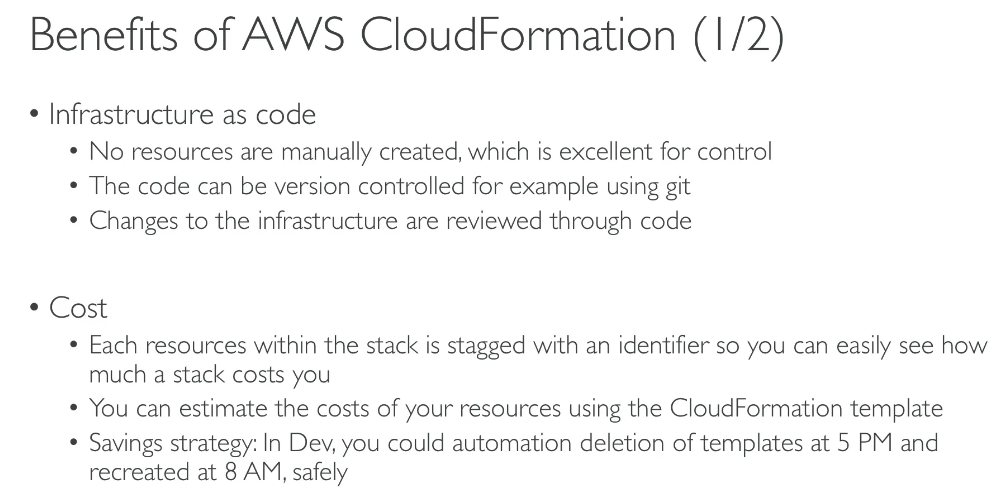 Benefits of AWS CloudFormation (1/2)
• Infrastructure as code
• No resources are manually created, which is excellent for control
• The code can be version controlled for example using git
• Changes to the infrastructure are reviewed through code
• Cost
• Each resources within the stack is stagged with an identifier so you can easily see how
much a stack costs you
• You can estimate the costs of your resources using the CloudFormation template
• Savings strategy: In Dev, you could automation deletion of templates at 5 PM and
recreated at 8 AM, safely